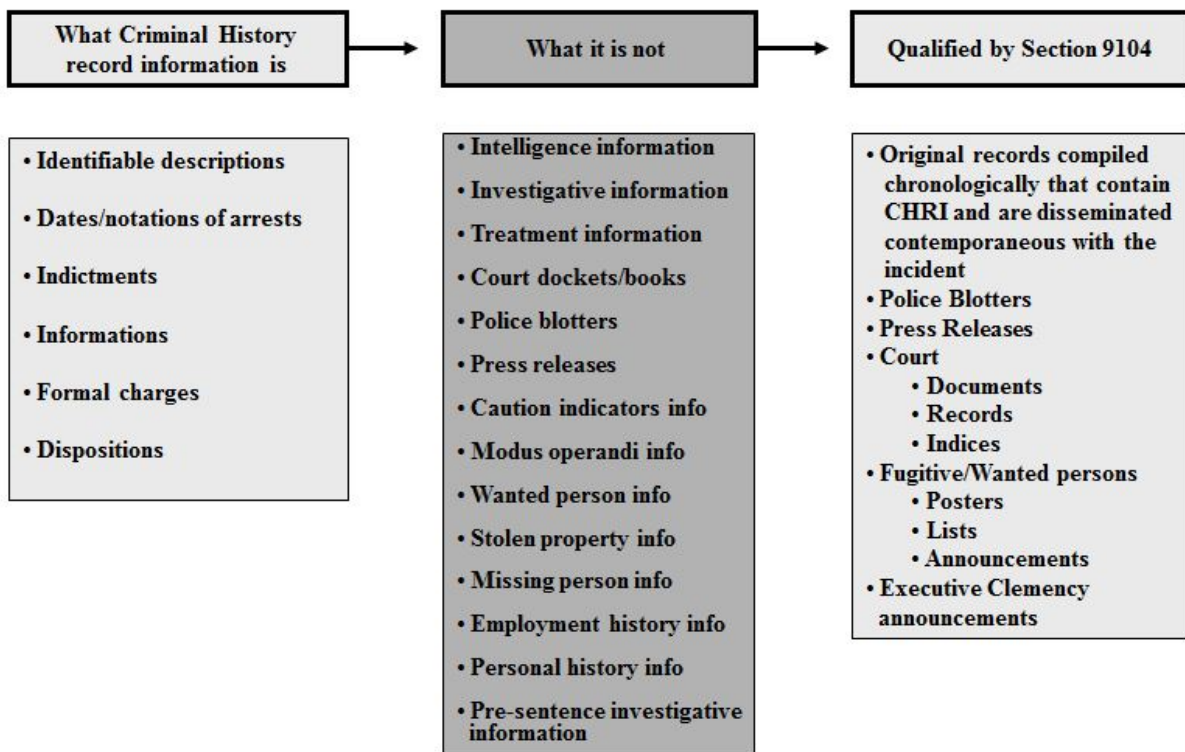 What Criminal History
record information is
What it is not
Qualified by Section 9104
• Identifiable descriptions
• Dates/notations of arrests
• Indictments
• Informations
• Formal charges
• Dispositions
• Intelligence information
• Investigative information
• Treatment information
• Court dockets/books
• Police blotters
• Press releases
• Caution indicators info
• Modus operandi info
• Wanted person info
• Stolen property info
• Missing person info
• Employment history info
• Personal history info
• Pre-sentence investigative
information
• Original records compiled
chronologically that contain
CHRI and are disseminated
contemporaneous with the
incident
• Police Blotters
• Press Releases
• Court
• Documents
• Records
• Indices
• Fugitive/Wanted persons
• Posters
• Lists
• Announcements
• Executive Clemency
announcements